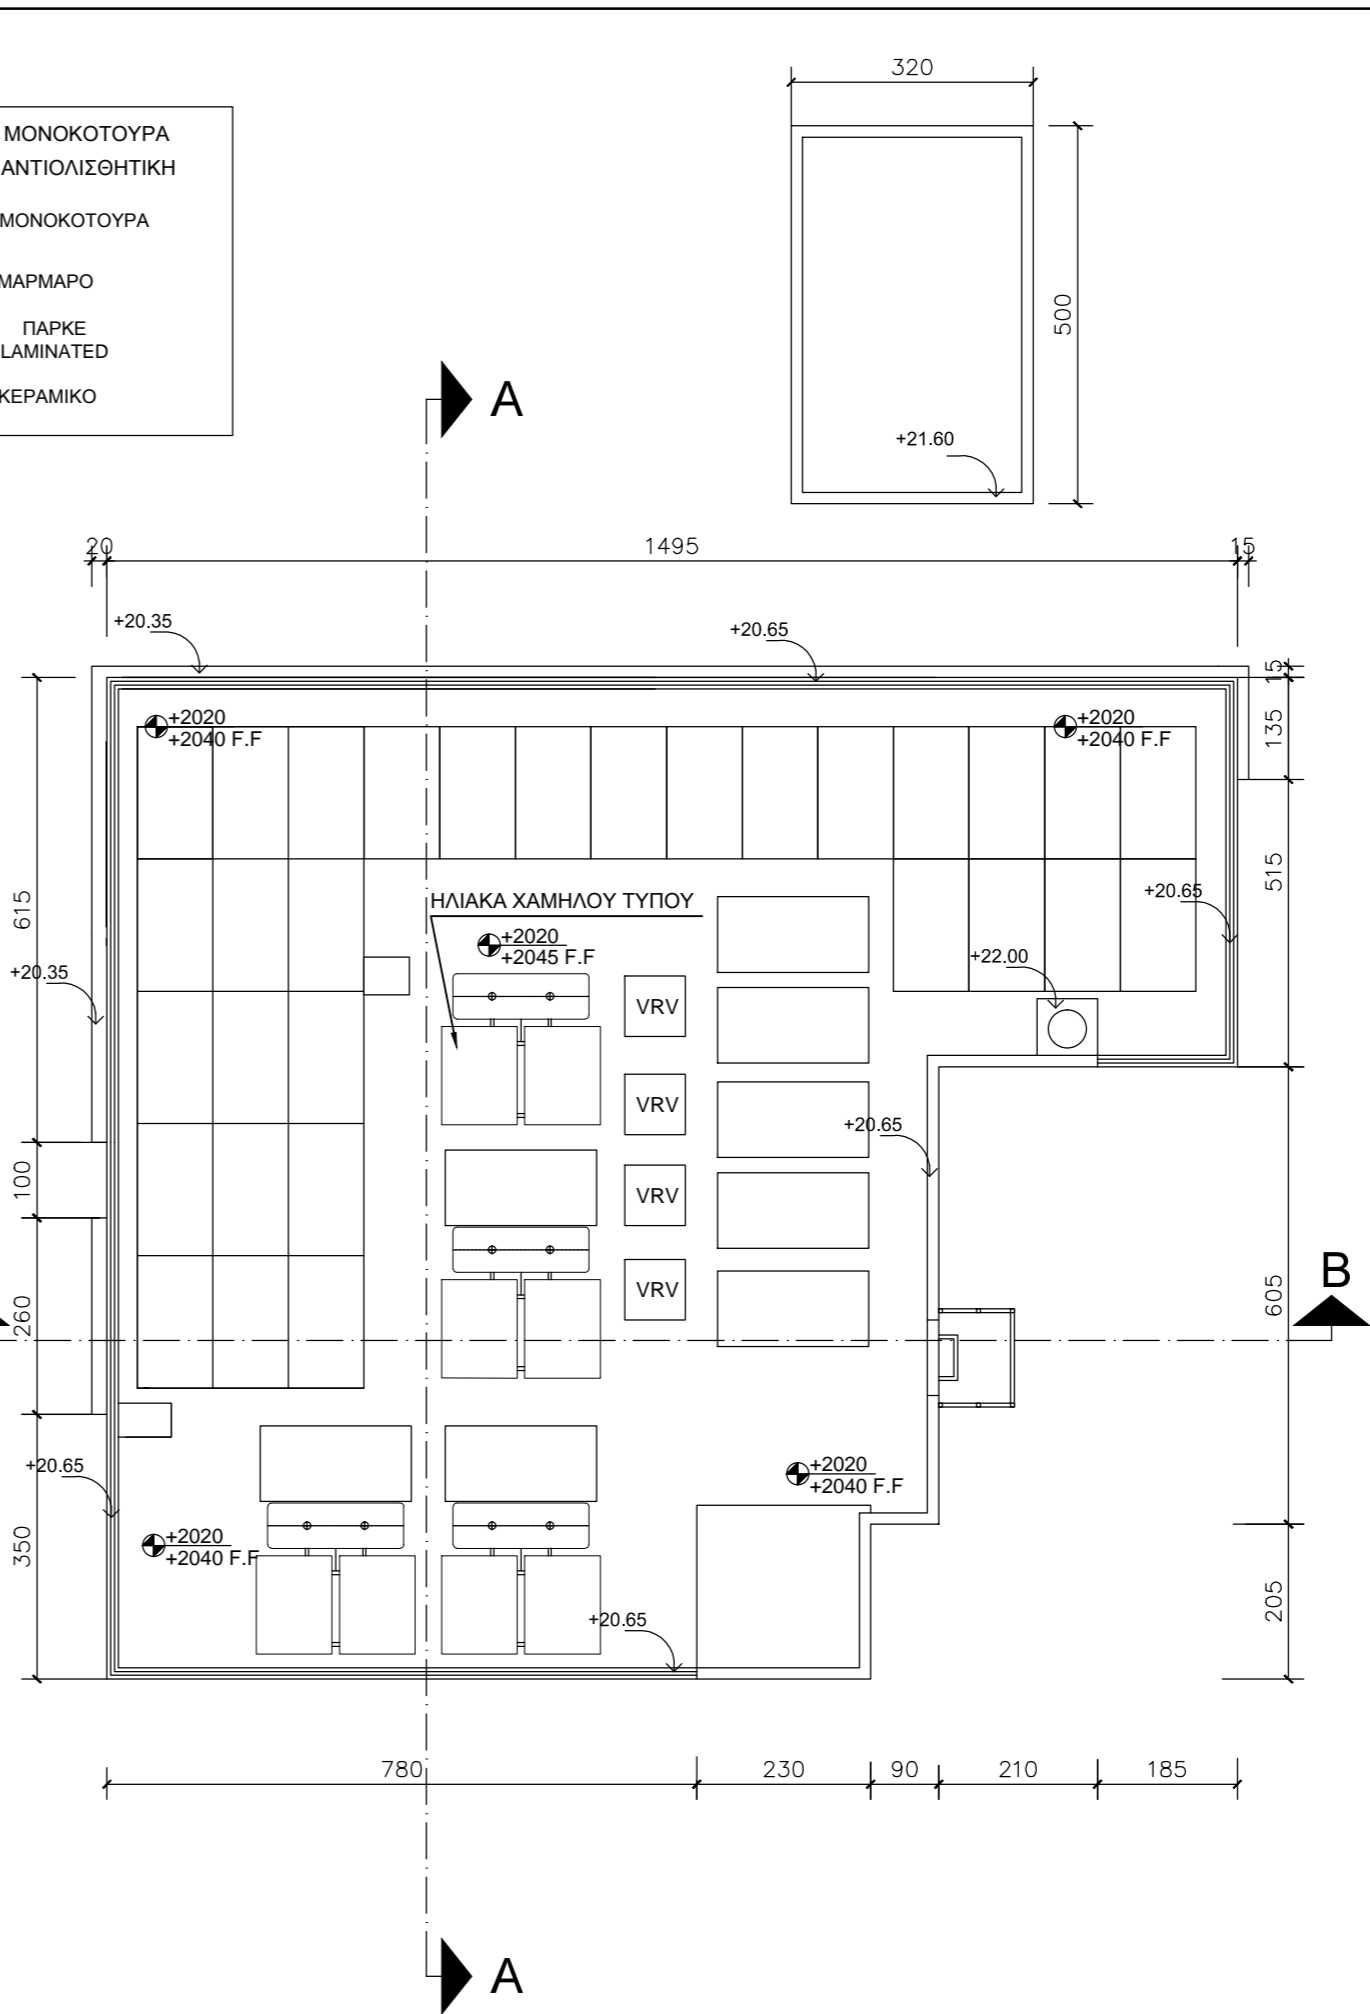 320
ΜΟΝΟΚΟΤΟΥΡΑ
ΑΝΤΙΟΛΙΣΘΗΤΙΚΗ
ΜΟΝΟΚΟΤΟΥΡΑ
ΜΑΡΜΑΡΟ
ΠΑΡΚΕ
LAMINATED
ΚΕΡΑΜΙΚΟ
500
A
+21.60
20
1495
15
+20.35
+20.65
15
+2020
+2040 F.F
+2020
+2040 F.F
135
615
515
ΗΛΙΑΚΑ ΧΑΜΗΛΟΥ ΤΥΠΟΥ
+20.65
+2020
+2045 F.F
+22.00
+20.35
VRV
VRV
+20.65
100
VRV
B
260
VRV
605
+20.65
+2020
+2040 F.F
350
+2020
+2040 F.F
+20.65
205
780
230
90
210
185
A